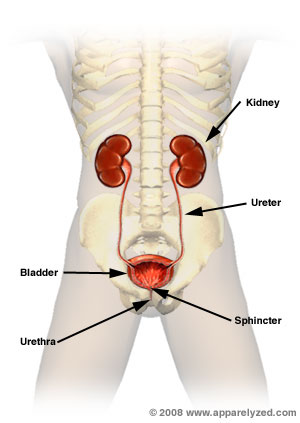 Kidney
Ureter
Bladder
Sphincter
Urethra
© 2008 www.apparelyzed.com